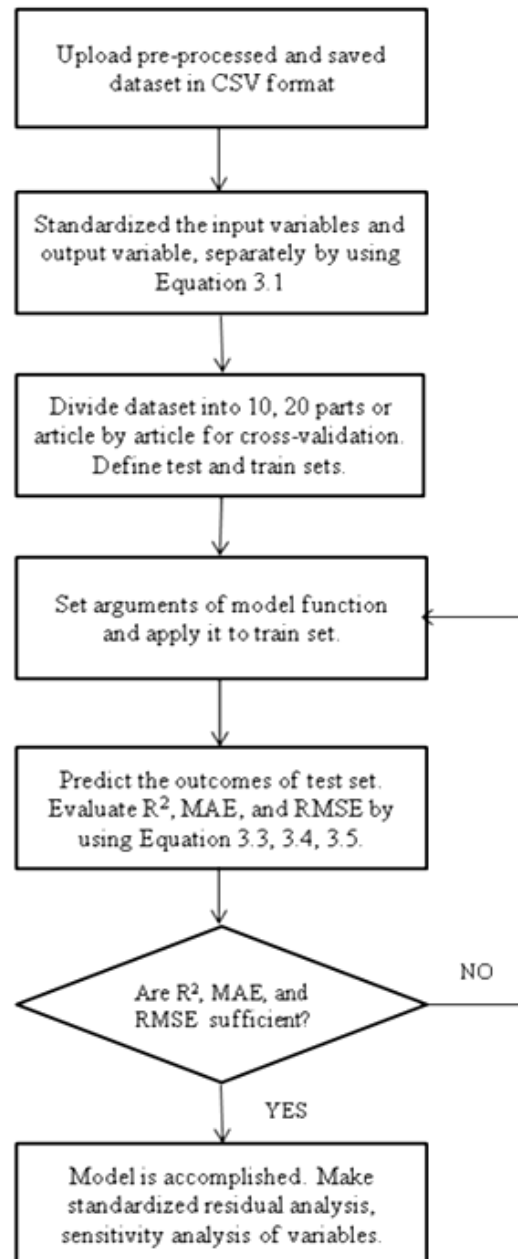 Upload pre-processed and saved
dataset in CSV format
Standardized the input variables and
output variable, separately by using
Equation 3.1
Divide dataset into 10, 20 parts or
article by article for cross-validation.
Define test and train sets.
Set arguments of model function
and apply it to train set.
Predict the outcomes of test set.
Evaluate R², MAE, and RMSE by
using Equation 3.3, 3.4, 3.5.
Are R², MAE, and
RMSE sufficient?
NO
YES
Model is accomplished. Make
standardized residual analysis,
sensitivity analysis of variables.